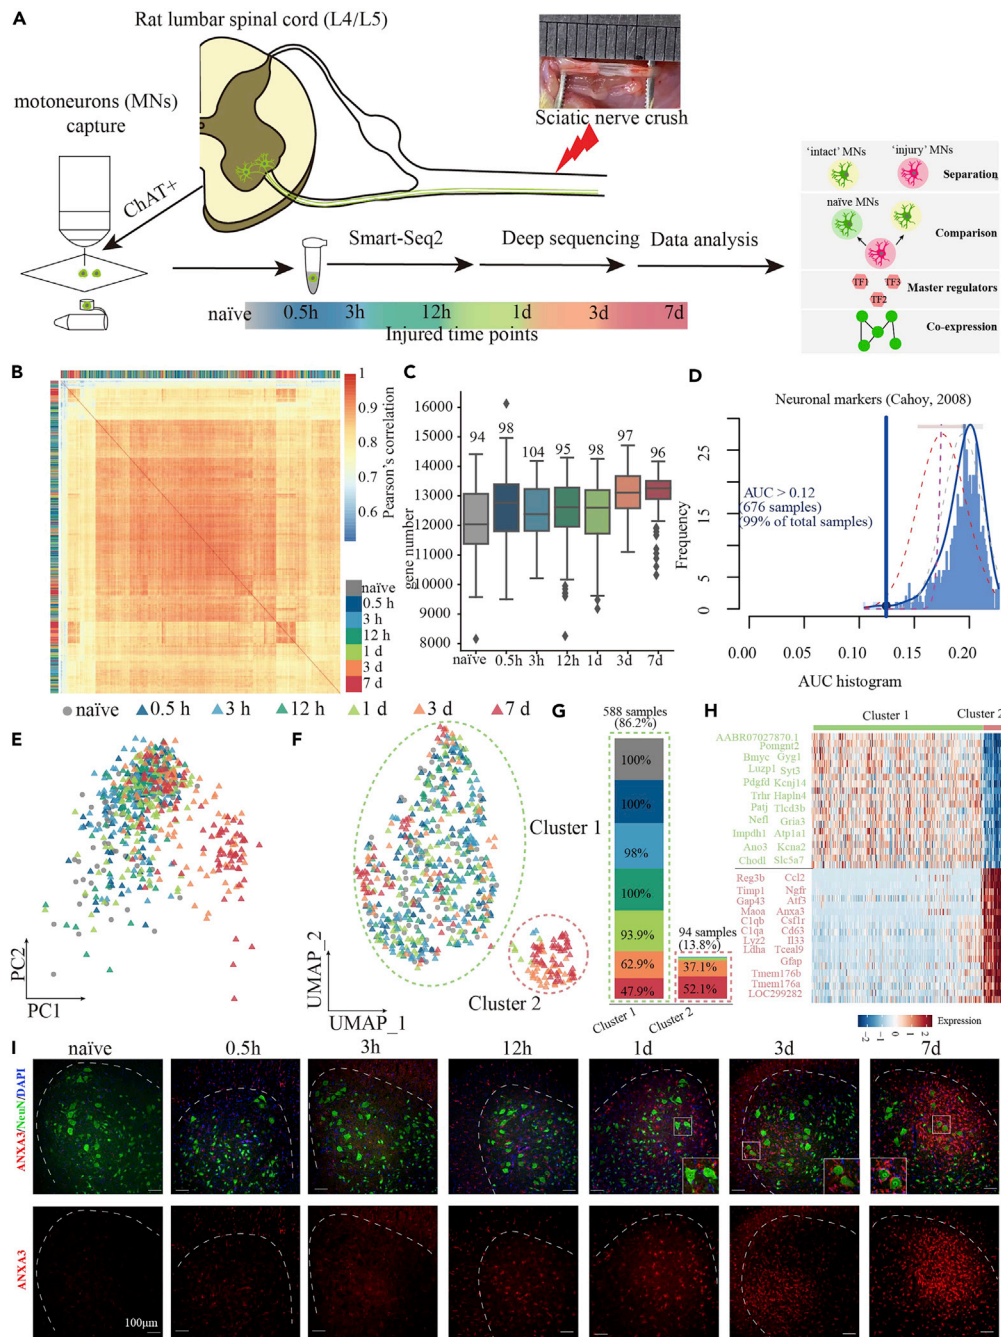 A
Rat lumbar spinal cord (L4/L5)
motoneurons (MNs)
capture
ChAT+
Sciatic nerve crush
Smart-Seq2
Deep sequencing
Data analysis
naïve
0.5h
3h
12h
1d
3d
7d
Injured time points
'intact' MNs
'injury' MNs
Separation
naïve MNs
Comparison
TF1
TF3
TF2
Master regulators
Co-expression
B
1
0.9
0.8
0.7
0.6
Pearson's correlation
naïve
0.5 h
3 h
12 h
1 d
3 d
7 d
C
16000
15000
14000
13000
12000
11000
10000
9000
8000
gene number
94
98
104
95
98
97
96
naïve
0.5h
3h
12h
1d
3d
7d
D
Neuronal markers (Cahoy, 2008)
AUC > 0.12
(676 samples)
(99% of total samples)
Frequency
25
15
5
0
0.00
0.05
0.10
0.15
0.20
AUC histogram
naïve
0.5 h
3 h
12 h
1 d
3 d
7 d
E
PC2
PC1
F
Cluster 1
Cluster 2
UMAP_2
UMAP_1
G
588 samples
(86.2%)
100%
100%
98%
100%
93.9%
62.9%
47.9%
94 samples
(13.8%)
37.1%
52.1%
Cluster 1
Cluster 2
H
Cluster 1
Cluster 2
AABR07027870.1
Pomgnt2
Bmyc Gyg1
Luzp1 Syt3
Pdgfd Kcnj14
Trhr Hapln4
Patj Tlcd3b
Nefl Gria3
Impdh1 Atp1a1
Ano3 Kcna2
Chodl Slc5a7
Reg3b Ccl2
Timp1 Ngfr
Gap43 Atf3
Maoa Anxa3
C1qb Csf1r
C1qa Cd63
Lyz2 Il33
Ldha Tceal9
Gfap
Tmem176b
Tmem176a
LOC299282
Expression
-2
-1
0
1
2
I
naïve
0.5h
3h
12h
1d
3d
7d
ANXA3/NeuN/DAPI
ANXA3
100μm